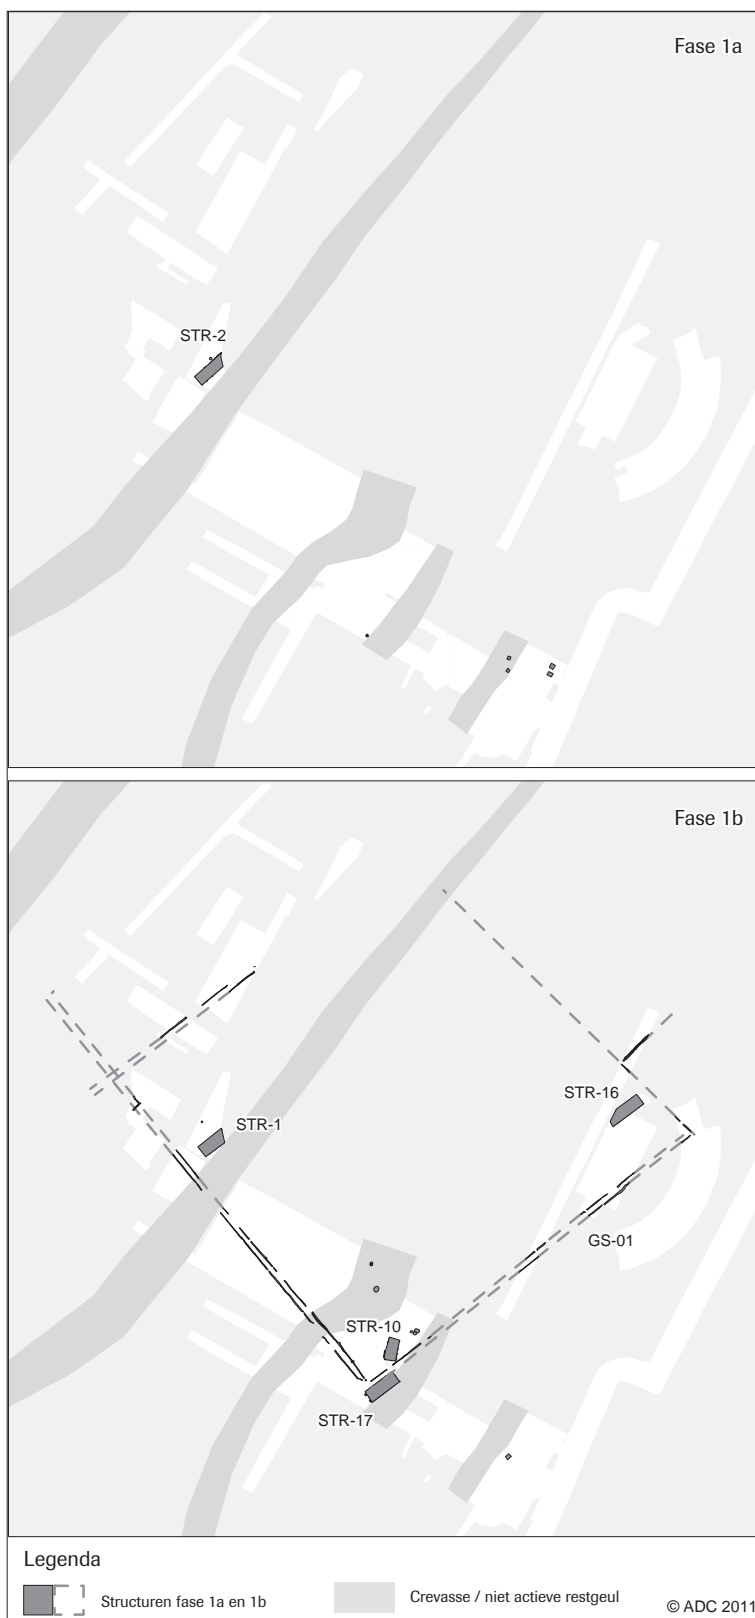 Fase 1a
STR-2
Fase 1b
STR-16
STR-1
GS-01
STR-10
STR-17
Legenda
Structuren fase 1a en 1b
Crevasse / niet actieve restgeul
© ADC 2011